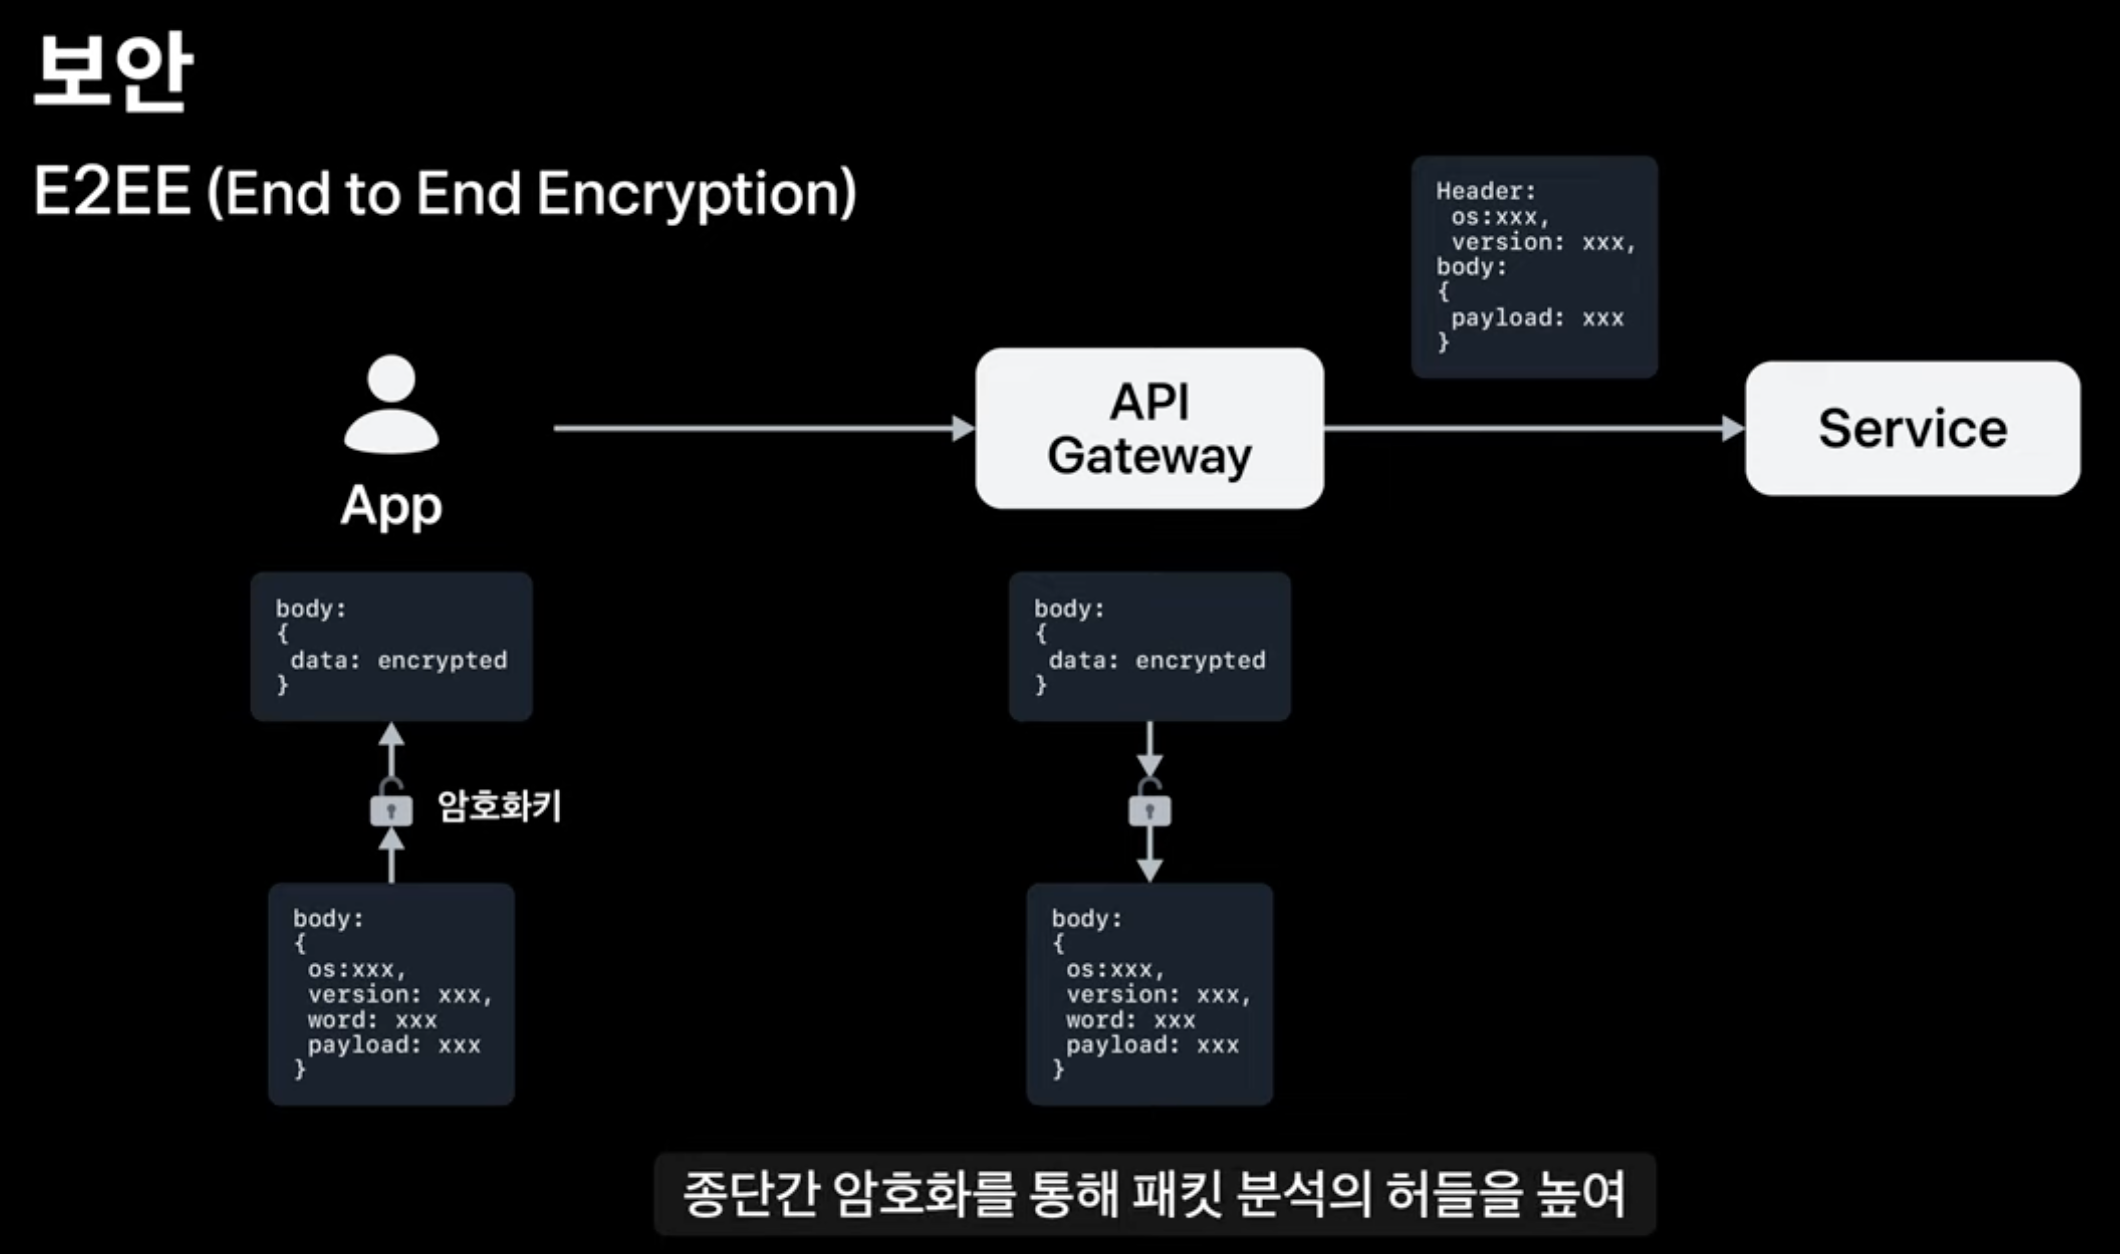 보안
E2EE (End to End Encryption)
Header:
os:xxx,
version: xxx,
body:
{
payload: xxx
}
App
API
Gateway
Service
body:
{
data: encrypted
}
암호화키
body:
{
os:xxx,
version: xxx,
word: xxx
payload: xxx
}
body:
{
data: encrypted
}
body:
{
os:xxx,
version: xxx,
word: xxx
payload: xxx
}
종단간 암호화를 통해 패킷 분석의 허들을 높여